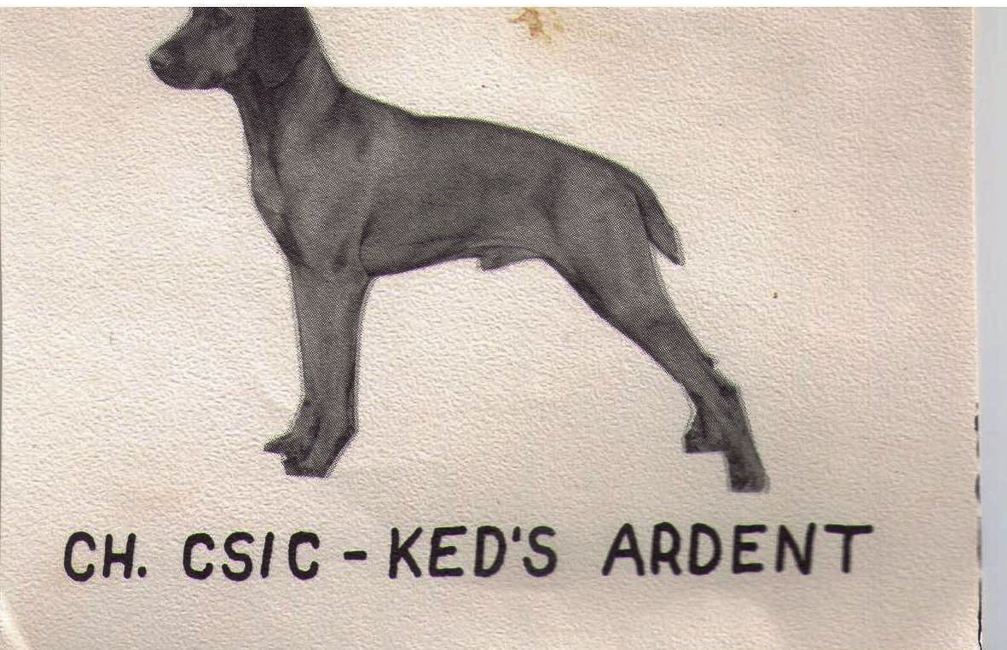 CH. CSIC - KED'S ARDENT